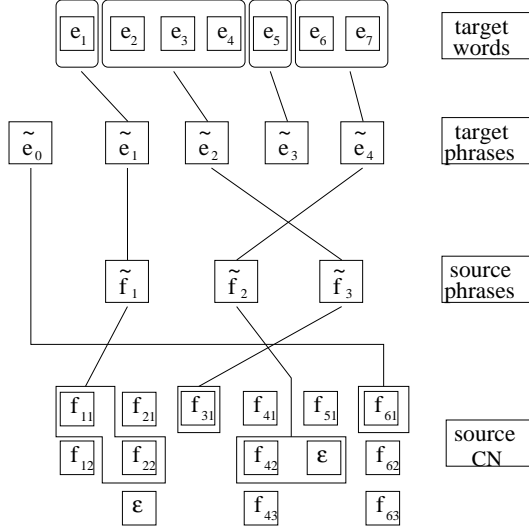 e1 e2 e3 e4 e5 e6 e7 target words
ẽ0 ẽ1 ẽ2 ẽ3 ẽ4 target phrases
f̃1 f̃2 f̃3 source phrases
f11 f21 f31 f41 f51 f61
f12 f22 f42 ε f62 source CN
ε f43 f63